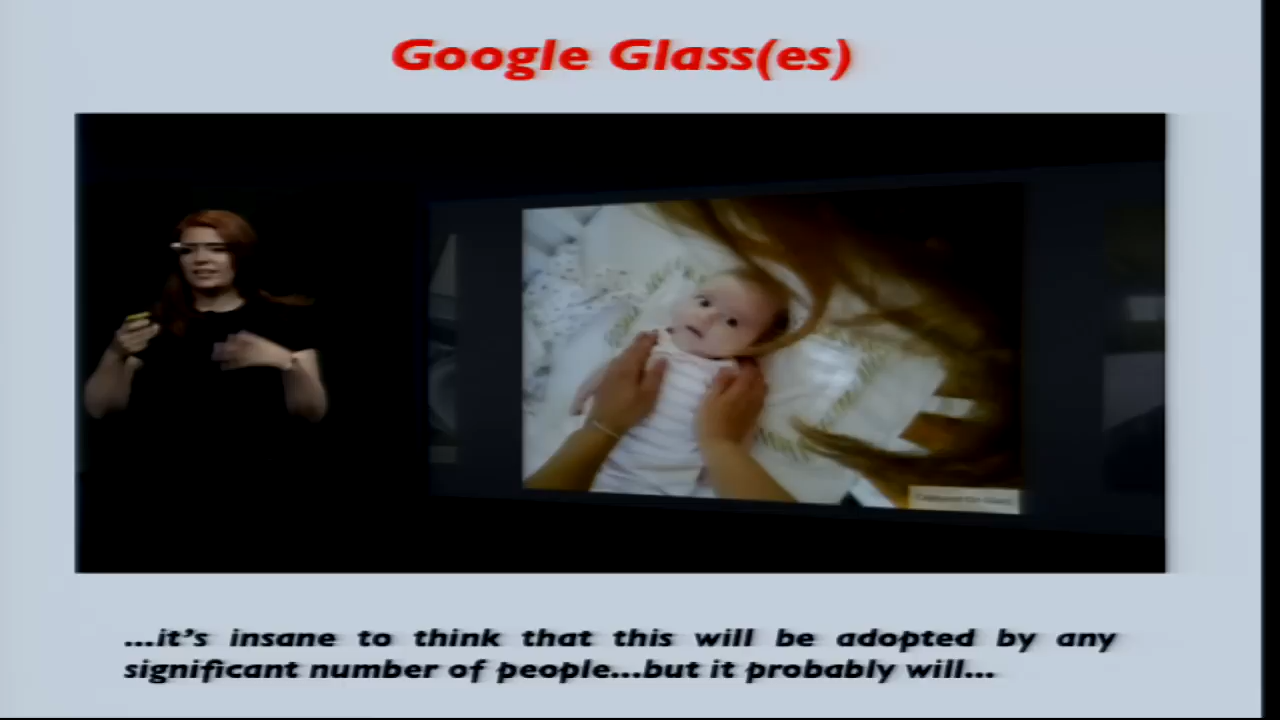 Google Glass(es)
...it's insane to think that this will be adopted by any
significant number of people...but it probably will...